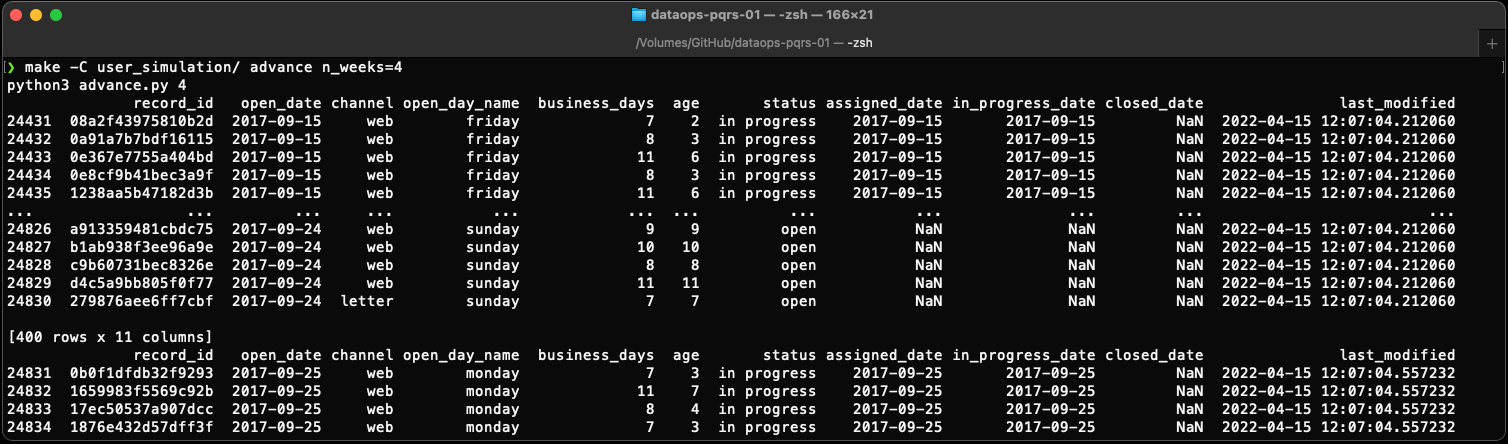 dataops-pqrs-01 — -zsh — 166×21
/Volumes/GitHub/dataops-pqrs-01 — -zsh +
[❯ make -C user_simulation/ advance n_weeks=4 ]
python3 advance.py 4
record_id open_date channel open_day_name business_days age status assigned_date in_progress_date closed_date last_modified
24431 08a2f43975810b2d 2017-09-15 web friday 7 2 in progress 2017-09-15 2017-09-15 NaN 2022-04-15 12:07:04.212060
24432 0a91a7b7bdf16115 2017-09-15 web friday 8 3 in progress 2017-09-15 2017-09-15 NaN 2022-04-15 12:07:04.212060
24433 0e367e7755a404bd 2017-09-15 web friday 11 6 in progress 2017-09-15 2017-09-15 NaN 2022-04-15 12:07:04.212060
24434 0e8cf9b41bec3a9f 2017-09-15 web friday 8 3 in progress 2017-09-15 2017-09-15 NaN 2022-04-15 12:07:04.212060
24435 1238aa5b47182d3b 2017-09-15 web friday 11 6 in progress 2017-09-15 2017-09-15 NaN 2022-04-15 12:07:04.212060
... ... ... ... ... ... ... ... ... ... ... ...
24826 a913359481cbdc75 2017-09-24 web sunday 9 9 open NaN NaN NaN 2022-04-15 12:07:04.212060
24827 b1ab938f3ee96a9e 2017-09-24 web sunday 10 10 open NaN NaN NaN 2022-04-15 12:07:04.212060
24828 c9b60731bec8326e 2017-09-24 web sunday 8 8 open NaN NaN NaN 2022-04-15 12:07:04.212060
24829 d4c5a9bb805f0f77 2017-09-24 web sunday 11 11 open NaN NaN NaN 2022-04-15 12:07:04.212060
24830 279876aee6ff7cbf 2017-09-24 letter sunday 7 7 open NaN NaN NaN 2022-04-15 12:07:04.212060
[400 rows x 11 columns]
record_id open_date channel open_day_name business_days age status assigned_date in_progress_date closed_date last_modified
24831 0b0f1dfdb32f9293 2017-09-25 web monday 7 3 in progress 2017-09-25 2017-09-25 NaN 2022-04-15 12:07:04.557232
24832 1659983f5569c92b 2017-09-25 web monday 11 7 in progress 2017-09-25 2017-09-25 NaN 2022-04-15 12:07:04.557232
24833 17ec50537a907dcc 2017-09-25 web monday 8 4 in progress 2017-09-25 2017-09-25 NaN 2022-04-15 12:07:04.557232
24834 1876e432d57dff3f 2017-09-25 web monday 7 3 in progress 2017-09-25 2017-09-25 NaN 2022-04-15 12:07:04.557232